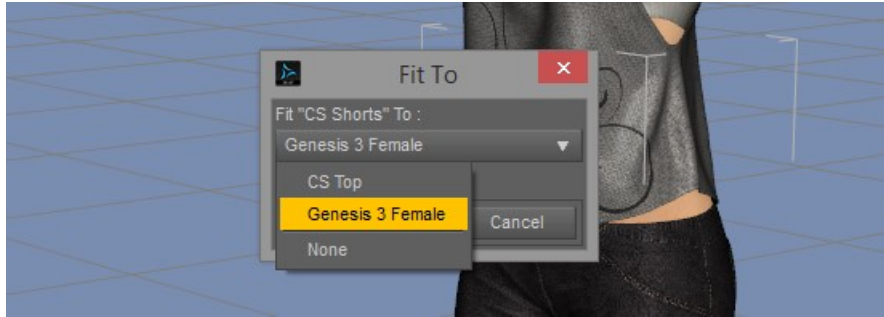 Fit To
Fit "CS Shorts" To :
Genesis 3 Female
CS Top
Genesis 3 Female
Cancel
None